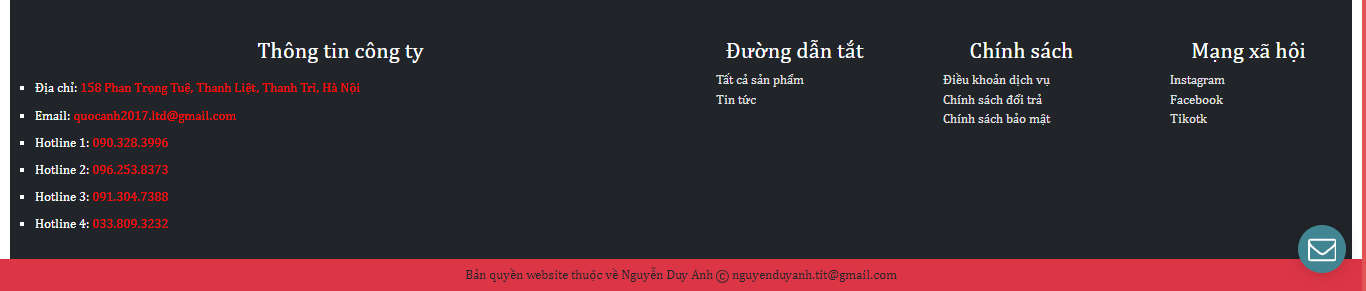 Thông tin công ty
Địa chỉ: 158 Phan Trọng Tuệ, Thanh Liệt, Thanh Trì, Hà Nội
Email: quocanh2017.ltd@gmail.com
Hotline 1: 090.328.3996
Hotline 2: 096.253.8373
Hotline 3: 091.304.7388
Hotline 4: 033.809.3232
Đường dẫn tắt
Tất cả sản phẩm
Tin tức
Chính sách
Điều khoản dịch vụ
Chính sách đổi trả
Chính sách bảo mật
Mạng xã hội
Instagram
Facebook
Tikotk
Bản quyền website thuộc về Nguyễn Duy Anh © nguyenduyanh.tit@gmail.com